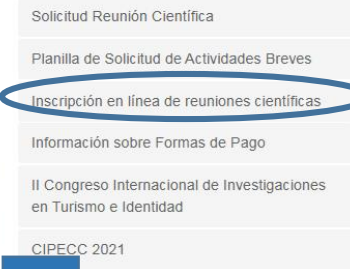 Solicitud Reunión Científica
Planilla de Solicitud de Actividades Breves
Inscripción en línea de reuniones científicas
Información sobre Formas de Pago
II Congreso Internacional de Investigaciones
en Turismo e Identidad
CIPECC 2021